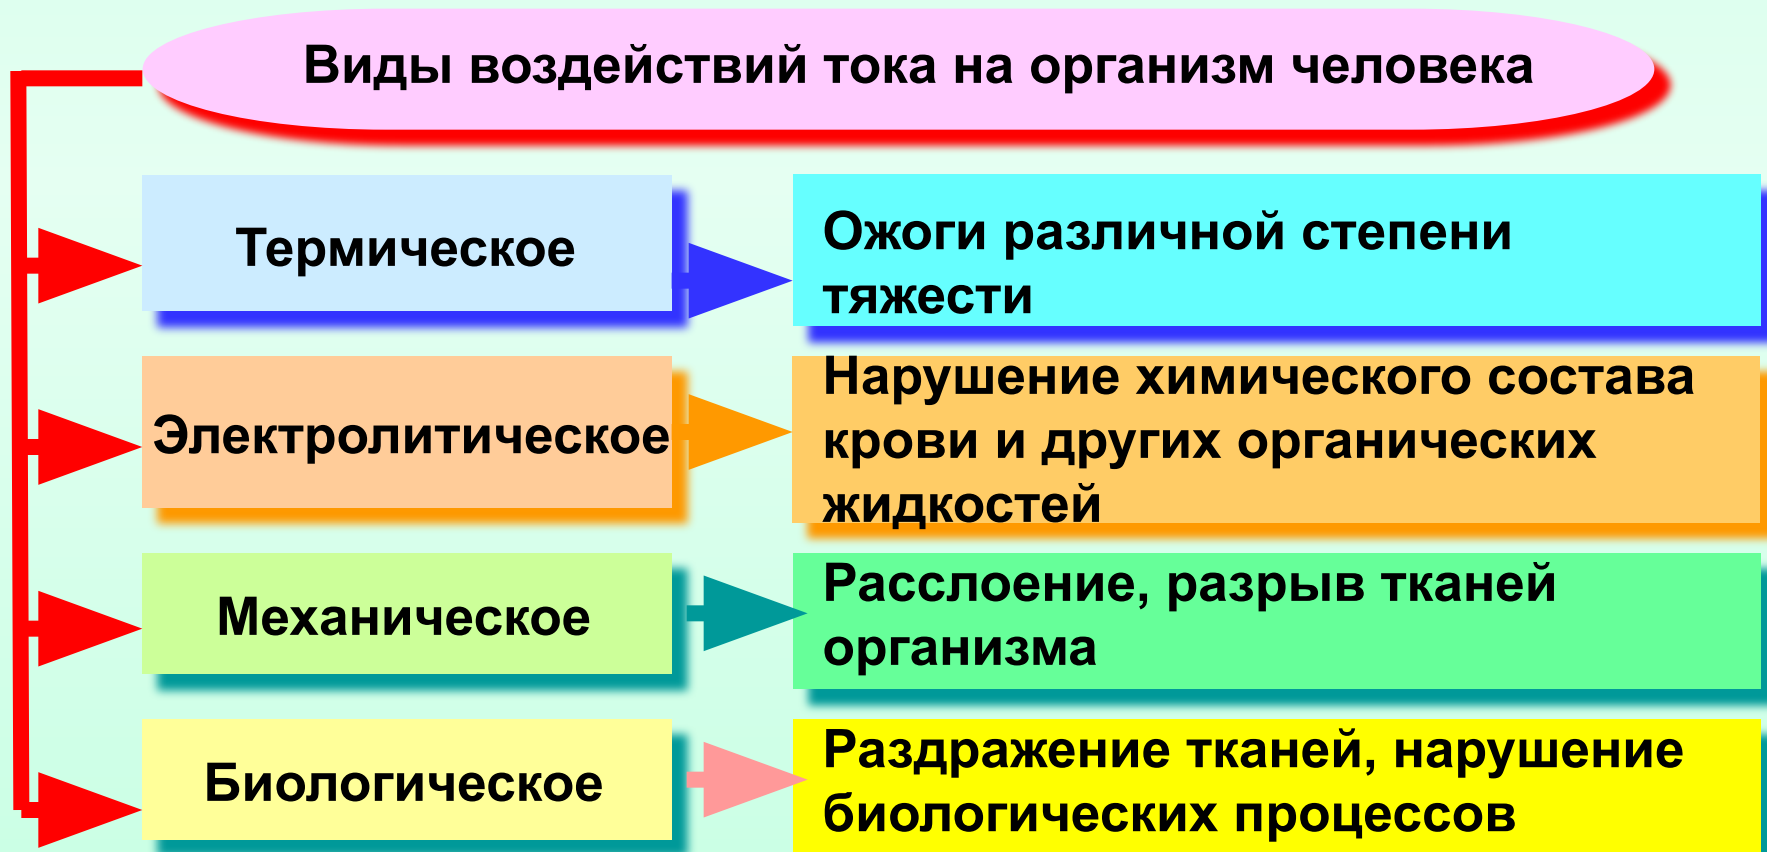 Виды воздействий тока на организм человека
Термическое
Ожоги различной степени
тяжести
Электролитическое
Нарушение химического состава
крови и других органических
жидкостей
Механическое
Расслоение, разрыв тканей
организма
Биологическое
Раздражение тканей, нарушение
биологических процессов